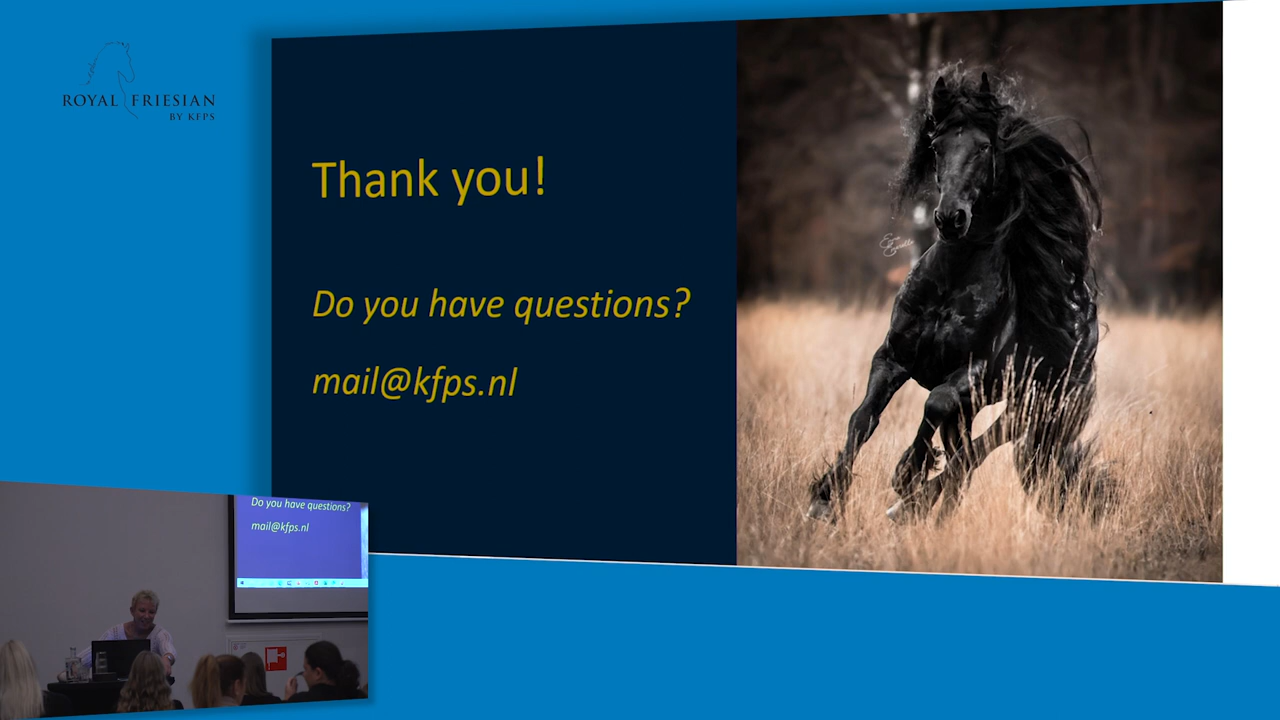 ROYAL FRIESIAN
BY KFPS
Thank you!
Do you have questions?
mail@kfps.nl
Do you have questions?
mail@kfps.nl